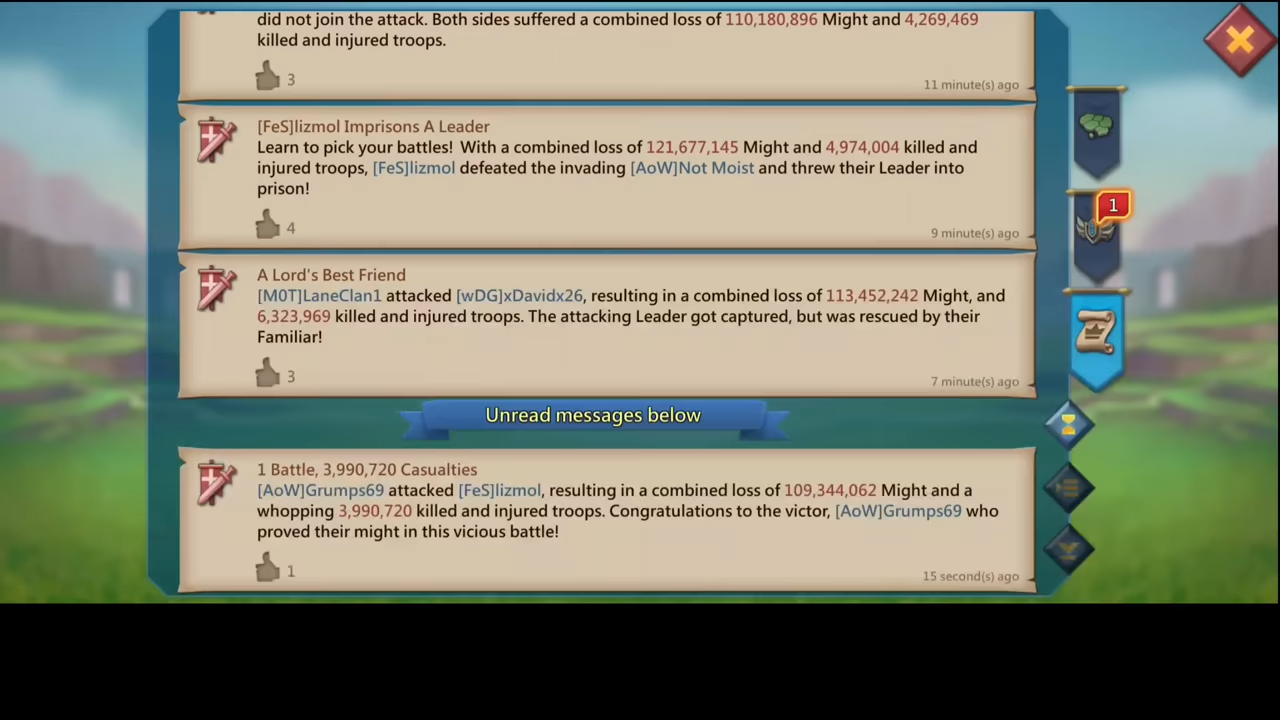 did not join the attack. Both sides suffered a combined loss of 110,180,896 Might and 4,269,469
killed and injured troops.
3
11 minute(s) ago
[FeS]lizmol Imprisons A Leader
Learn to pick your battles! With a combined loss of 121,677,145 Might and 4,974,004 killed and
injured troops, [FeS]lizmol defeated the invading [AoW]Not Moist and threw their Leader into
prison!
4
9 minute(s) ago
1
A Lord's Best Friend
[M0T]LaneClan1 attacked [wDG]xDavidx26, resulting in a combined loss of 113,452,242 Might, and
6,323,969 killed and injured troops. The attacking Leader got captured, but was rescued by their
Familiar!
3
7 minute(s) ago
Unread messages below
1 Battle, 3,990,720 Casualties
[AoW]Grumps69 attacked [FeS]lizmol, resulting in a combined loss of 109,344,062 Might and a
whopping 3,990,720 killed and injured troops. Congratulations to the victor, [AoW]Grumps69 who
proved their might in this vicious battle!
1
15 second(s) ago